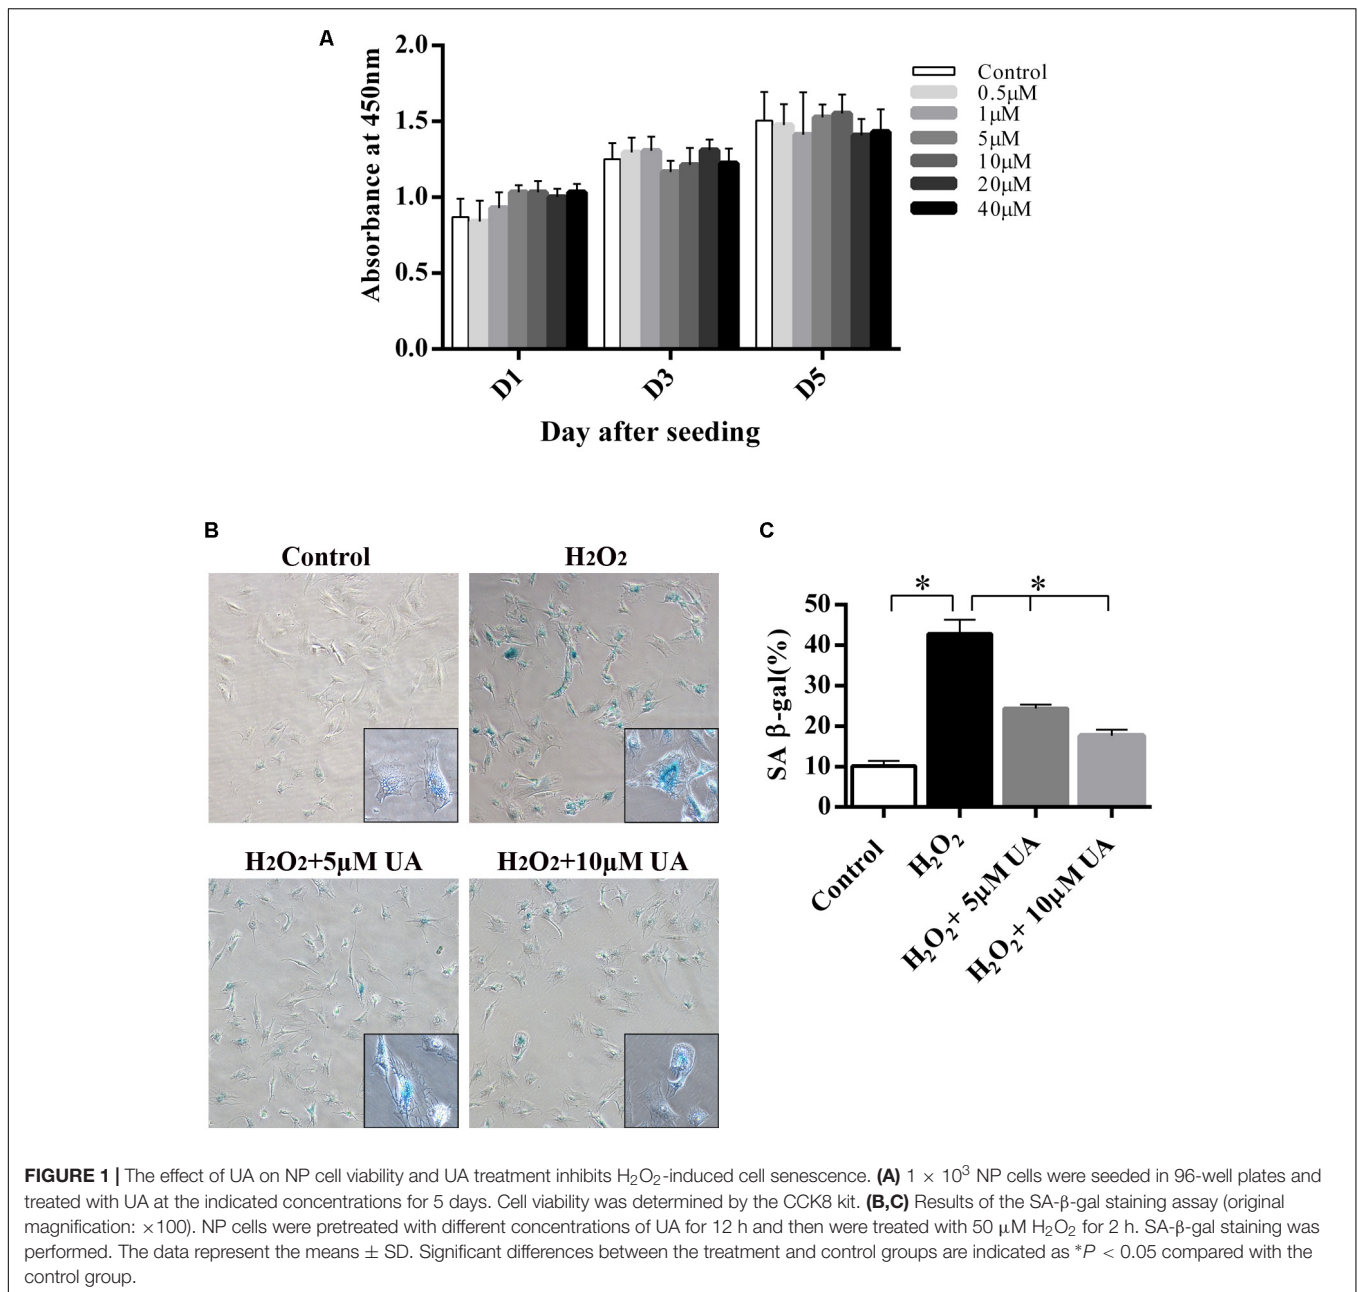 A
Absorbance at 450nm
2.0
1.5
1.0
0.5
0.0
D1
D3
D5
Day after seeding
Control
0.5μM
1μM
5μM
10μM
20μM
40μM
B
Control
H2O2
H2O2+5μM UA
H2O2+10μM UA
C
SA β-gal(%)
50
40
30
20
10
0
*
*
Control
H₂O₂
H₂O₂+ 5μM UA
H₂O₂+ 10μM UA
FIGURE 1 | The effect of UA on NP cell viability and UA treatment inhibits H₂O₂-induced cell senescence. (A) 1 × 10³ NP cells were seeded in 96-well plates and
treated with UA at the indicated concentrations for 5 days. Cell viability was determined by the CCK8 kit. (B,C) Results of the SA-β-gal staining assay (original
magnification: ×100). NP cells were pretreated with different concentrations of UA for 12 h and then were treated with 50 μM H₂O₂ for 2 h. SA-β-gal staining was
performed. The data represent the means ± SD. Significant differences between the treatment and control groups are indicated as *P < 0.05 compared with the
control group.